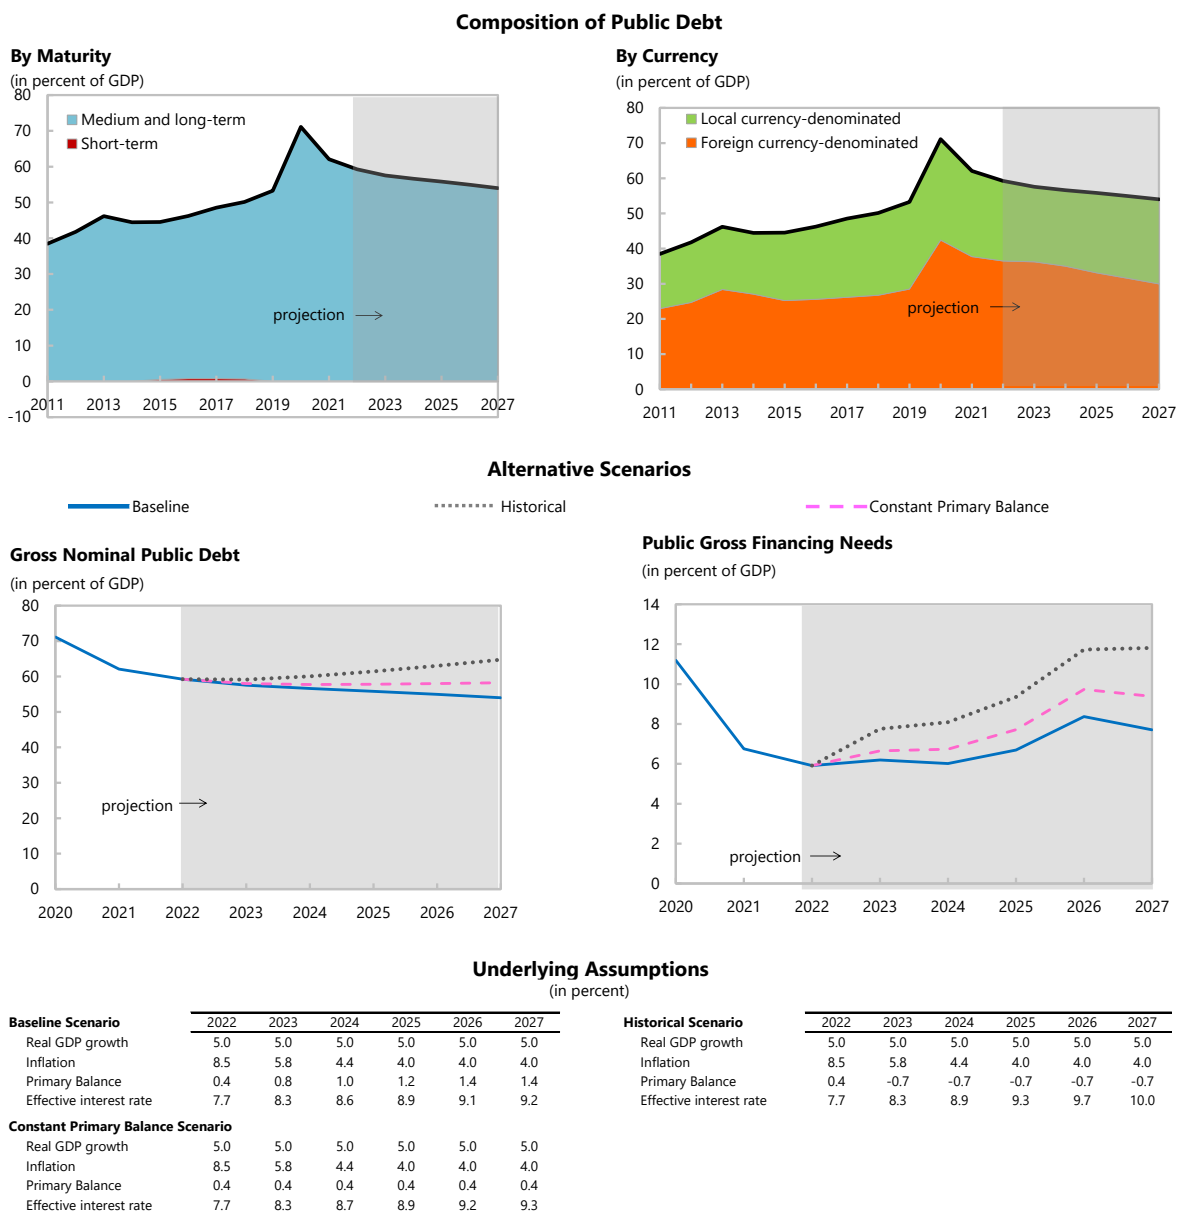 Composition of Public Debt
By Maturity
(in percent of GDP)
80
70
60
50
40
30
20
10
0
-10
Medium and long-term
Short-term
projection
2011 2013 2015 2017 2019 2021 2023 2025 2027
By Currency
(in percent of GDP)
80
70
60
50
40
30
20
10
0
Local currency-denominated
Foreign currency-denominated
projection
2011 2013 2015 2017 2019 2021 2023 2025 2027
Alternative Scenarios
Baseline Historical Constant Primary Balance
Gross Nominal Public Debt
(in percent of GDP)
80
70
60
50
40
30
20
10
0
projection
2020 2021 2022 2023 2024 2025 2026 2027
Public Gross Financing Needs
(in percent of GDP)
14
12
10
8
6
4
2
0
projection
2020 2021 2022 2023 2024 2025 2026 2027
Underlying Assumptions
(in percent)
Baseline Scenario 2022 2023 2024 2025 2026 2027
Real GDP growth 5.0 5.0 5.0 5.0 5.0 5.0
Inflation 8.5 5.8 4.4 4.0 4.0 4.0
Primary Balance 0.4 0.8 1.0 1.2 1.4 1.4
Effective interest rate 7.7 8.3 8.6 8.9 9.1 9.2
Constant Primary Balance Scenario
Real GDP growth 5.0 5.0 5.0 5.0 5.0 5.0
Inflation 8.5 5.8 4.4 4.0 4.0 4.0
Primary Balance 0.4 0.4 0.4 0.4 0.4 0.4
Effective interest rate 7.7 8.3 8.7 8.9 9.2 9.3
Historical Scenario 2022 2023 2024 2025 2026 2027
Real GDP growth 5.0 5.0 5.0 5.0 5.0 5.0
Inflation 8.5 5.8 4.4 4.0 4.0 4.0
Primary Balance 0.4 -0.7 -0.7 -0.7 -0.7 -0.7
Effective interest rate 7.7 8.3 8.9 9.3 9.7 10.0